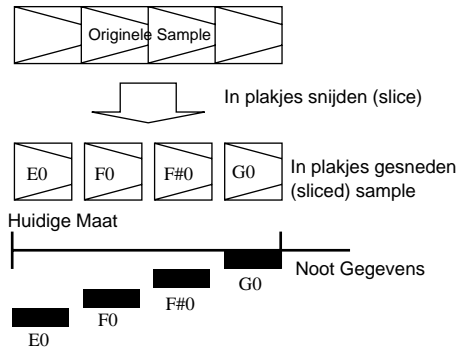 Originele Sample
In plakjes snijden (slice)
E0 F0 F#0 G0
In plakjes gesneden
(sliced) sample
Huidige Maat
Noot Gegevens
G0
F#0
F0
E0